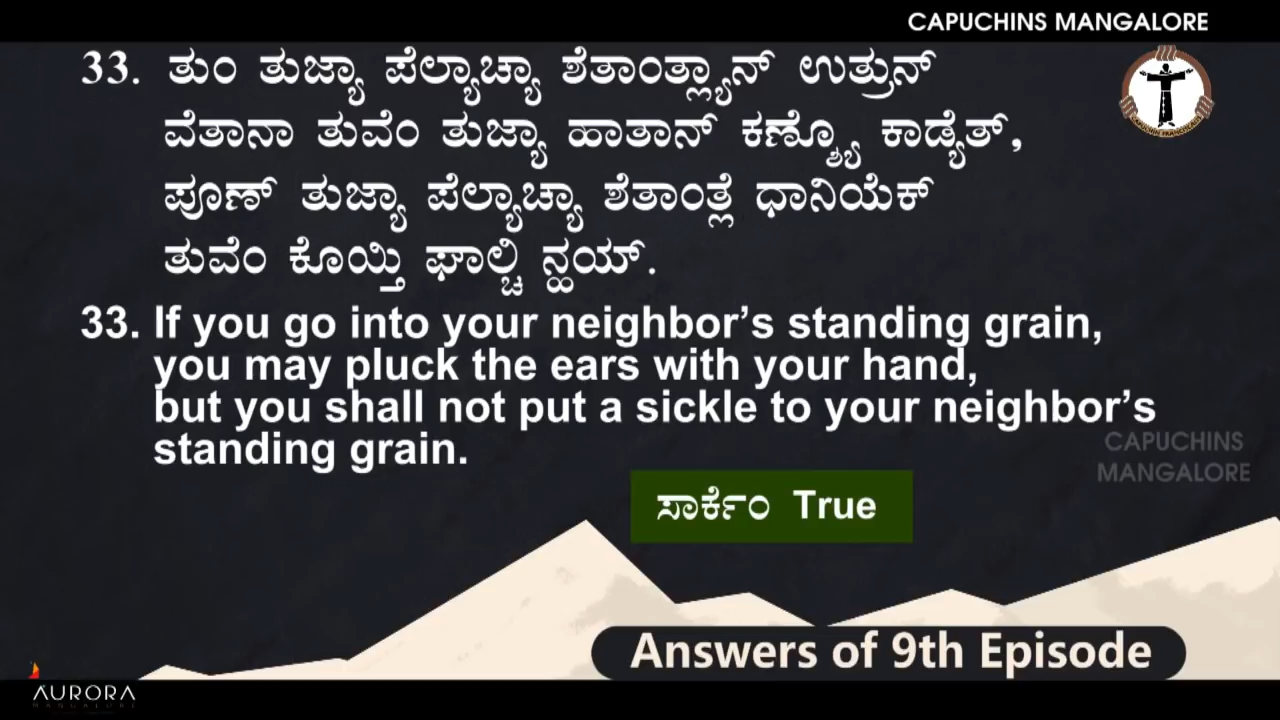 CAPUCHINS MANGALORE
33. ತುಂ ತುಜ್ಯಾ ಪೆಲ್ಯಾಚ್ಯಾ ಶೆತಾಂತ್ಲ್ಯಾನ್ ಉತ್ರುನ್
ವೆತಾನಾ ತುವೆಂ ತುಜ್ಯಾ ಹಾತಾನ್ ಕಣ್ಶ್ಯೊ ಕಾಡ್ಯೆತ್,
ಪೂಣ್ ತುಜ್ಯಾ ಪೆಲ್ಯಾಚ್ಯಾ ಶೆತಾಂತ್ಲೆ ಧಾನಿಯೆಕ್
ತುವೆಂ ಕೊಯ್ತಿ ಘಾಲ್ಚಿ ನ್ಹಯ್.
33. If you go into your neighbor's standing grain,
you may pluck the ears with your hand,
but you shall not put a sickle to your neighbor's
standing grain.
CAPUCHINS
MANGALORE
ಸಾರ್ಕೆಂ True
Answers of 9th Episode
AURORA
MANGALORE